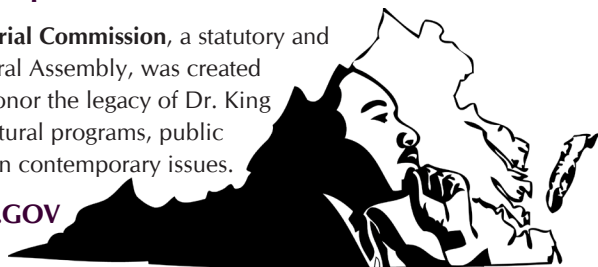 rial Commission, a statutory and
ral Assembly, was created
onor the legacy of Dr. King
tural programs, public
n contemporary issues.
.GOV